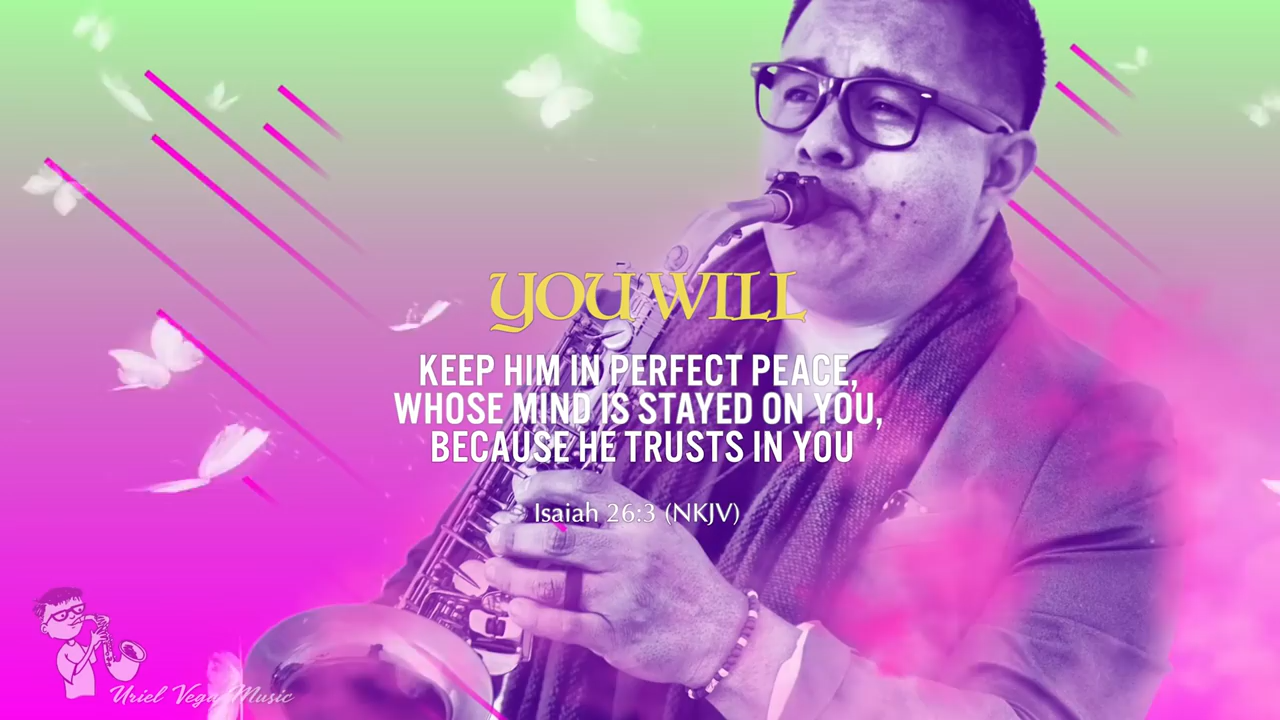 YOU WILL
KEEP HIM IN PERFECT PEACE,
WHOSE MIND IS STAYED ON YOU,
BECAUSE HE TRUSTS IN YOU
Isaiah 26:3 (NKJV)
Uriel Vega Music